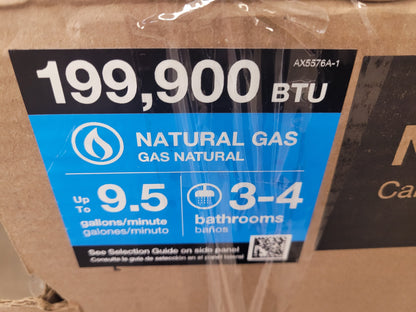 AX5576A-1
199,900 BTU
NATURAL GAS
GAS NATURAL
Up To 9.5
gallons/minute
galones/minuto
3-4
bathrooms
baños
See Selection Guide on side panel
Consulte la guía de selección en el panel lateral